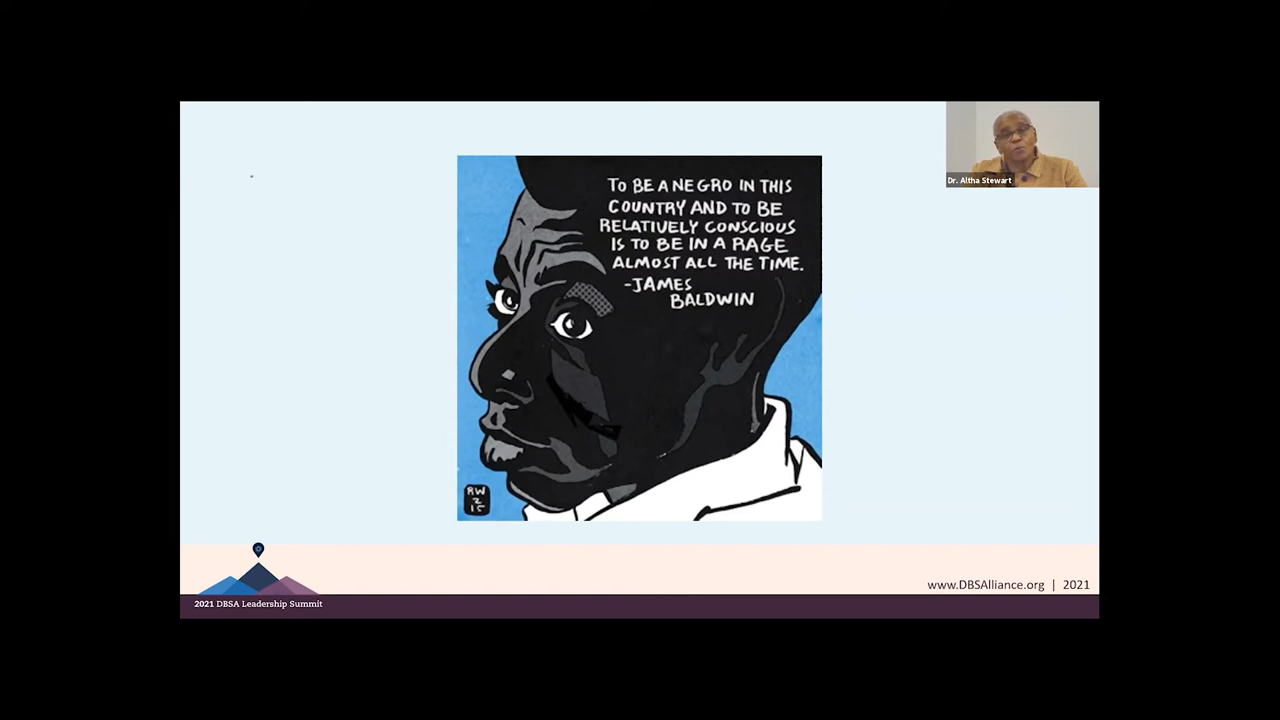 Dr. Altha Stewart
TO BE A NEGRO IN THIS
COUNTRY AND TO BE
RELATIVELY CONSCIOUS
IS TO BE IN A RAGE
ALMOST ALL THE TIME.
-JAMES
BALDWIN
RW
2
15
www.DBSAlliance.org | 2021
2021 DBSA Leadership Summit